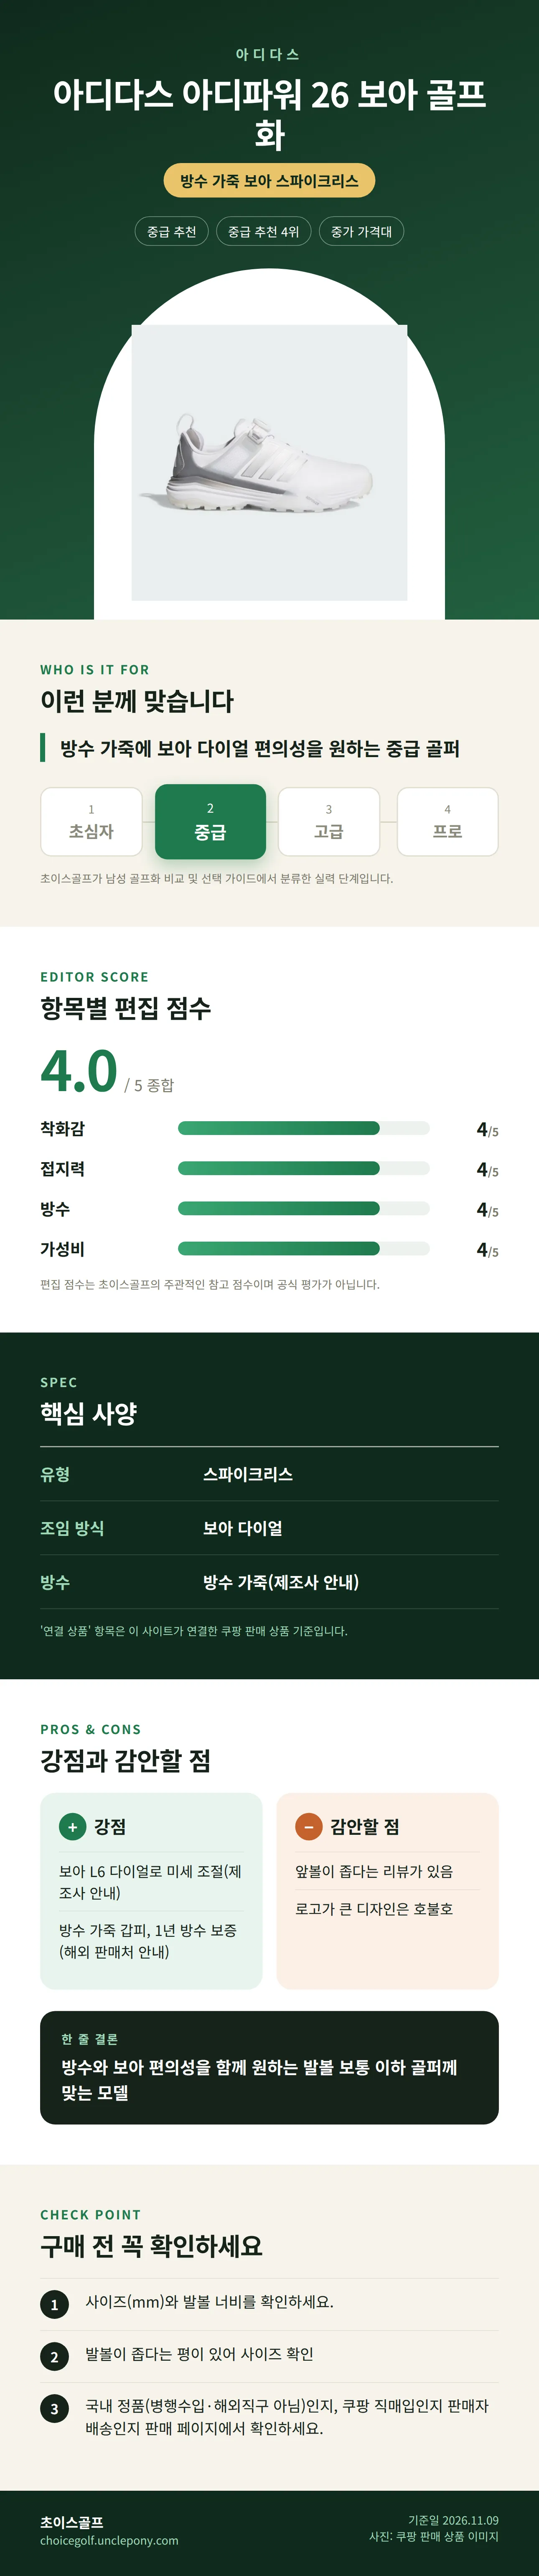 아디다스
아디다스 아디파워 26 보아 골프
화
방수 가죽 보아 스파이크리스
중급 추천
중급 추천 4위
중가 가격대
WHO IS IT FOR
이런 분께 맞습니다
방수 가죽에 보아 다이얼 편의성을 원하는 중급 골퍼
1
초심자
2
중급
3
고급
4
프로
초이스골프가 남성 골프화 비교 및 선택 가이드에서 분류한 실력 단계입니다.
EDITOR SCORE
항목별 편집 점수
4.0 / 5 종합
착화감 4/5
접지력 4/5
방수 4/5
가성비 4/5
편집 점수는 초이스골프의 주관적인 참고 점수이며 공식 평가가 아닙니다.
SPEC
핵심 사양
유형 스파이크리스
조임 방식 보아 다이얼
방수 방수 가죽(제조사 안내)
'연결 상품' 항목은 이 사이트가 연결한 쿠팡 판매 상품 기준입니다.
PROS & CONS
강점과 감안할 점
+ 강점
보아 L6 다이얼로 미세 조절(제
조사 안내)
방수 가죽 갑피, 1년 방수 보증
(해외 판매처 안내)
− 감안할 점
앞볼이 좁다는 리뷰가 있음
로고가 큰 디자인은 호불호
한 줄 결론
방수와 보아 편의성을 함께 원하는 발볼 보통 이하 골퍼께
맞는 모델
CHECK POINT
구매 전 꼭 확인하세요
1 사이즈(mm)와 발볼 너비를 확인하세요.
2 발볼이 좁다는 평이 있어 사이즈 확인
3 국내 정품(병행수입·해외직구 아님)인지, 쿠팡 직매입인지 판매자
배송인지 판매 페이지에서 확인하세요.
초이스골프
choicegolf.unclepony.com
기준일 2026.11.09
사진: 쿠팡 판매 상품 이미지